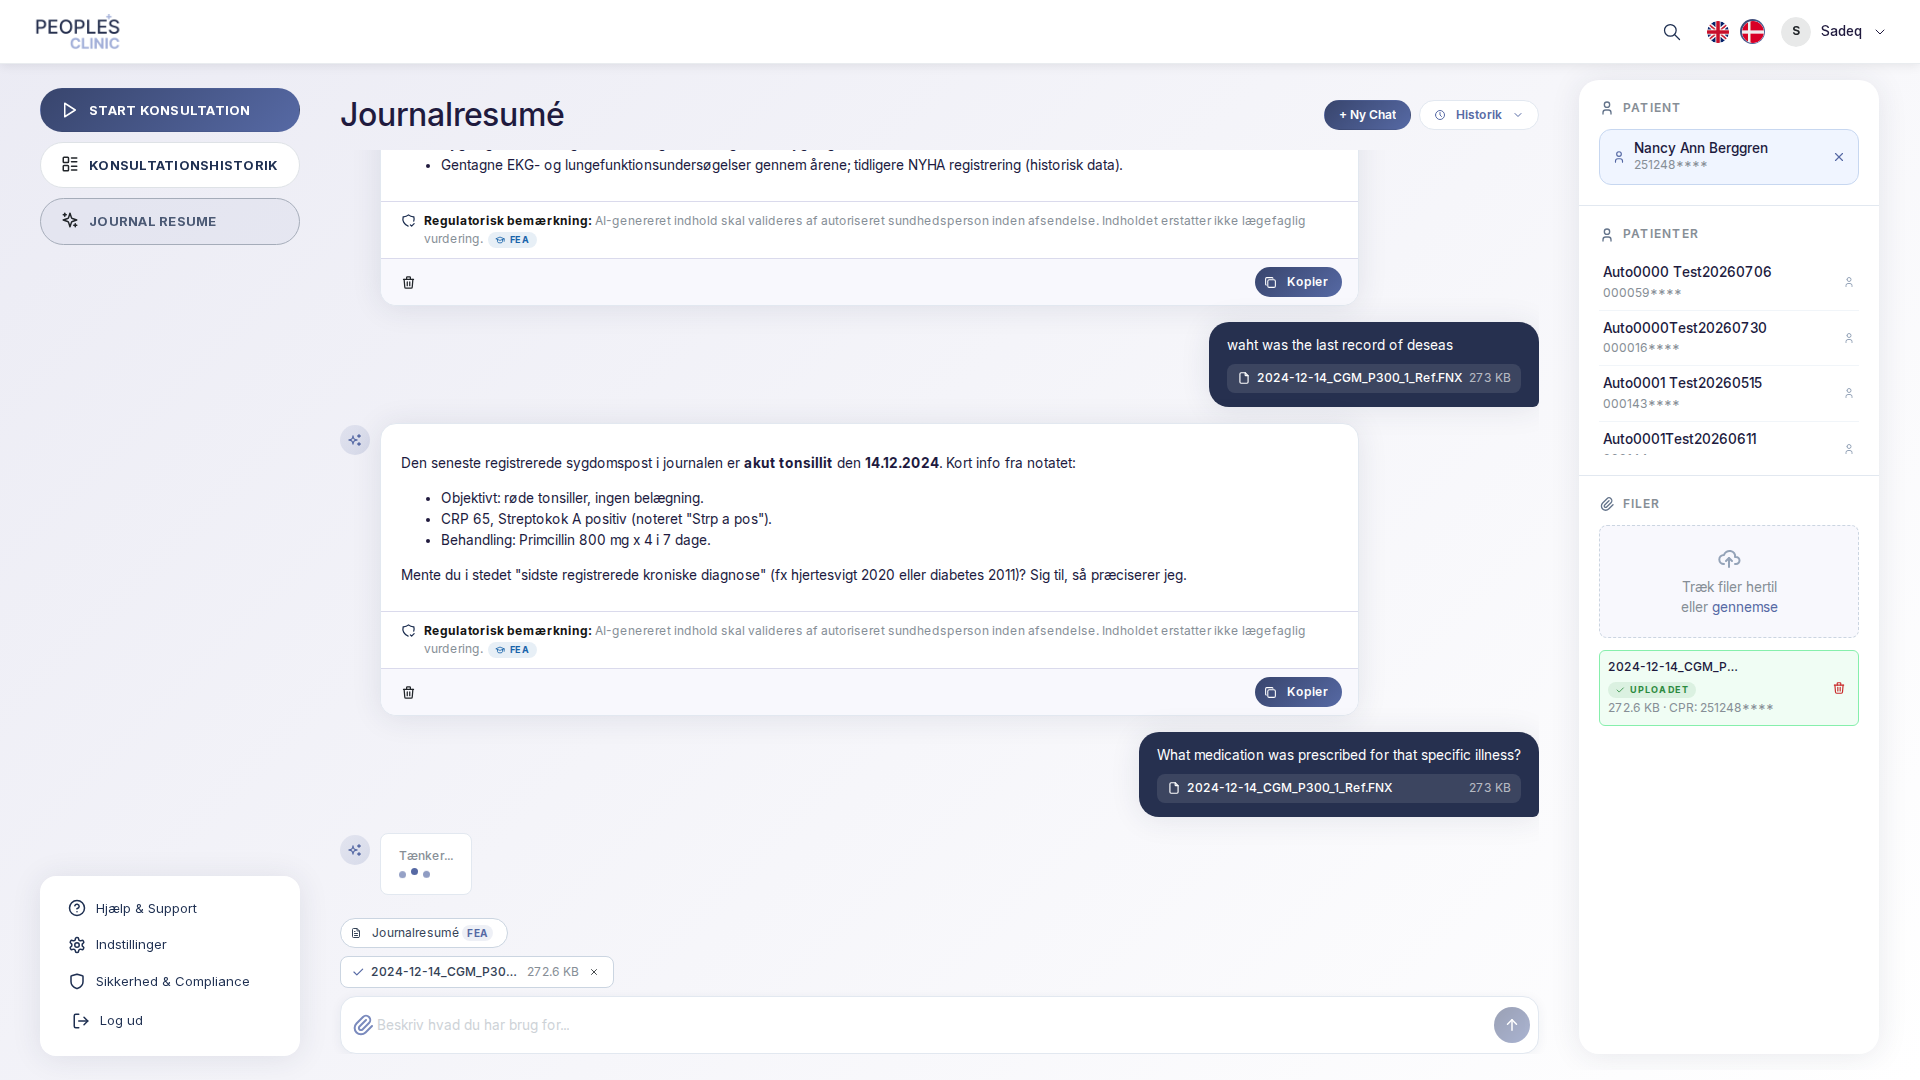 PEOPLE'S
CLINIC
S
Sadeq
START KONSULTATION
KONSULTATIONSHISTORIK
JOURNAL RESUME
Journalresumé
+ Ny Chat
Historik
• Gentagne EKG- og lungefunktionsundersøgelser gennem årene; tidligere NYHA registrering (historisk data).
Regulatorisk bemærkning: AI-genereret indhold skal valideres af autoriseret sundhedsperson inden afsendelse. Indholdet erstatter ikke lægefaglig
vurdering. FEA
Kopier
waht was the last record of deseas
2024-12-14_CGM_P300_1_Ref.FNX 273 KB
Den seneste registrerede sygdomspost i journalen er akut tonsillit den 14.12.2024. Kort info fra notatet:
• Objektivt: røde tonsiller, ingen belægning.
• CRP 65, Streptokok A positiv (noteret "Strp a pos").
• Behandling: Primcillin 800 mg x 4 i 7 dage.
Mente du i stedet "sidste registrerede kroniske diagnose" (fx hjertesvigt 2020 eller diabetes 2011)? Sig til, så præciserer jeg.
Regulatorisk bemærkning: AI-genereret indhold skal valideres af autoriseret sundhedsperson inden afsendelse. Indholdet erstatter ikke lægefaglig
vurdering. FEA
Kopier
What medication was prescribed for that specific illness?
2024-12-14_CGM_P300_1_Ref.FNX 273 KB
Tænker...
Journalresumé FEA
2024-12-14_CGM_P30... 272.6 KB
Beskriv hvad du har brug for...
Hjælp & Support
Indstillinger
Sikkerhed & Compliance
Log ud
PATIENT
Nancy Ann Berggren
251248****
PATIENTER
Auto0000 Test20260706
000059****
Auto0000Test20260730
000016****
Auto0001 Test20260515
000143****
Auto0001Test20260611
FILER
Træk filer hertil
eller gennemse
2024-12-14_CGM_P...
UPLOADET
272.6 KB · CPR: 251248****